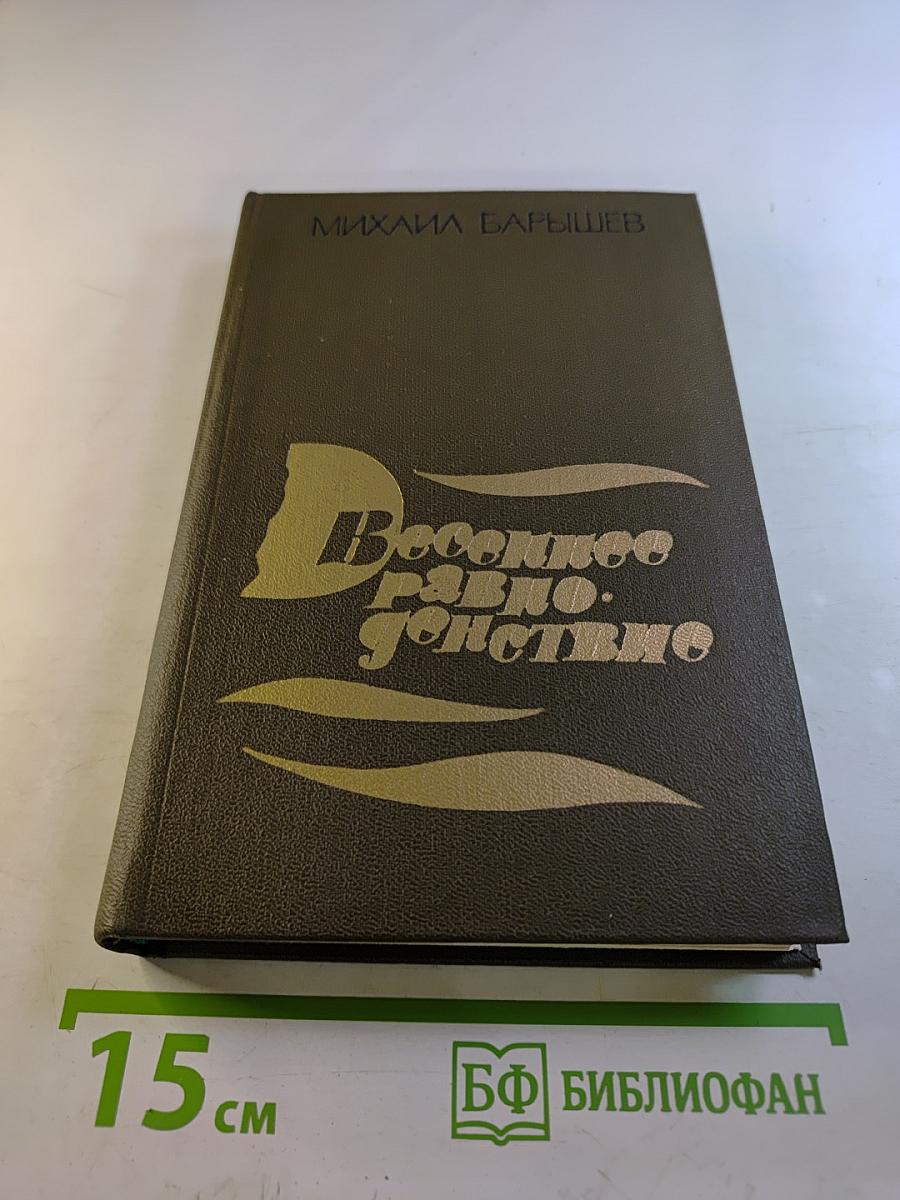 МИХАИЛ БАРЫШЕВ
Весеннее
равно-
денствие
15 см
БФ БИБЛИОФАН